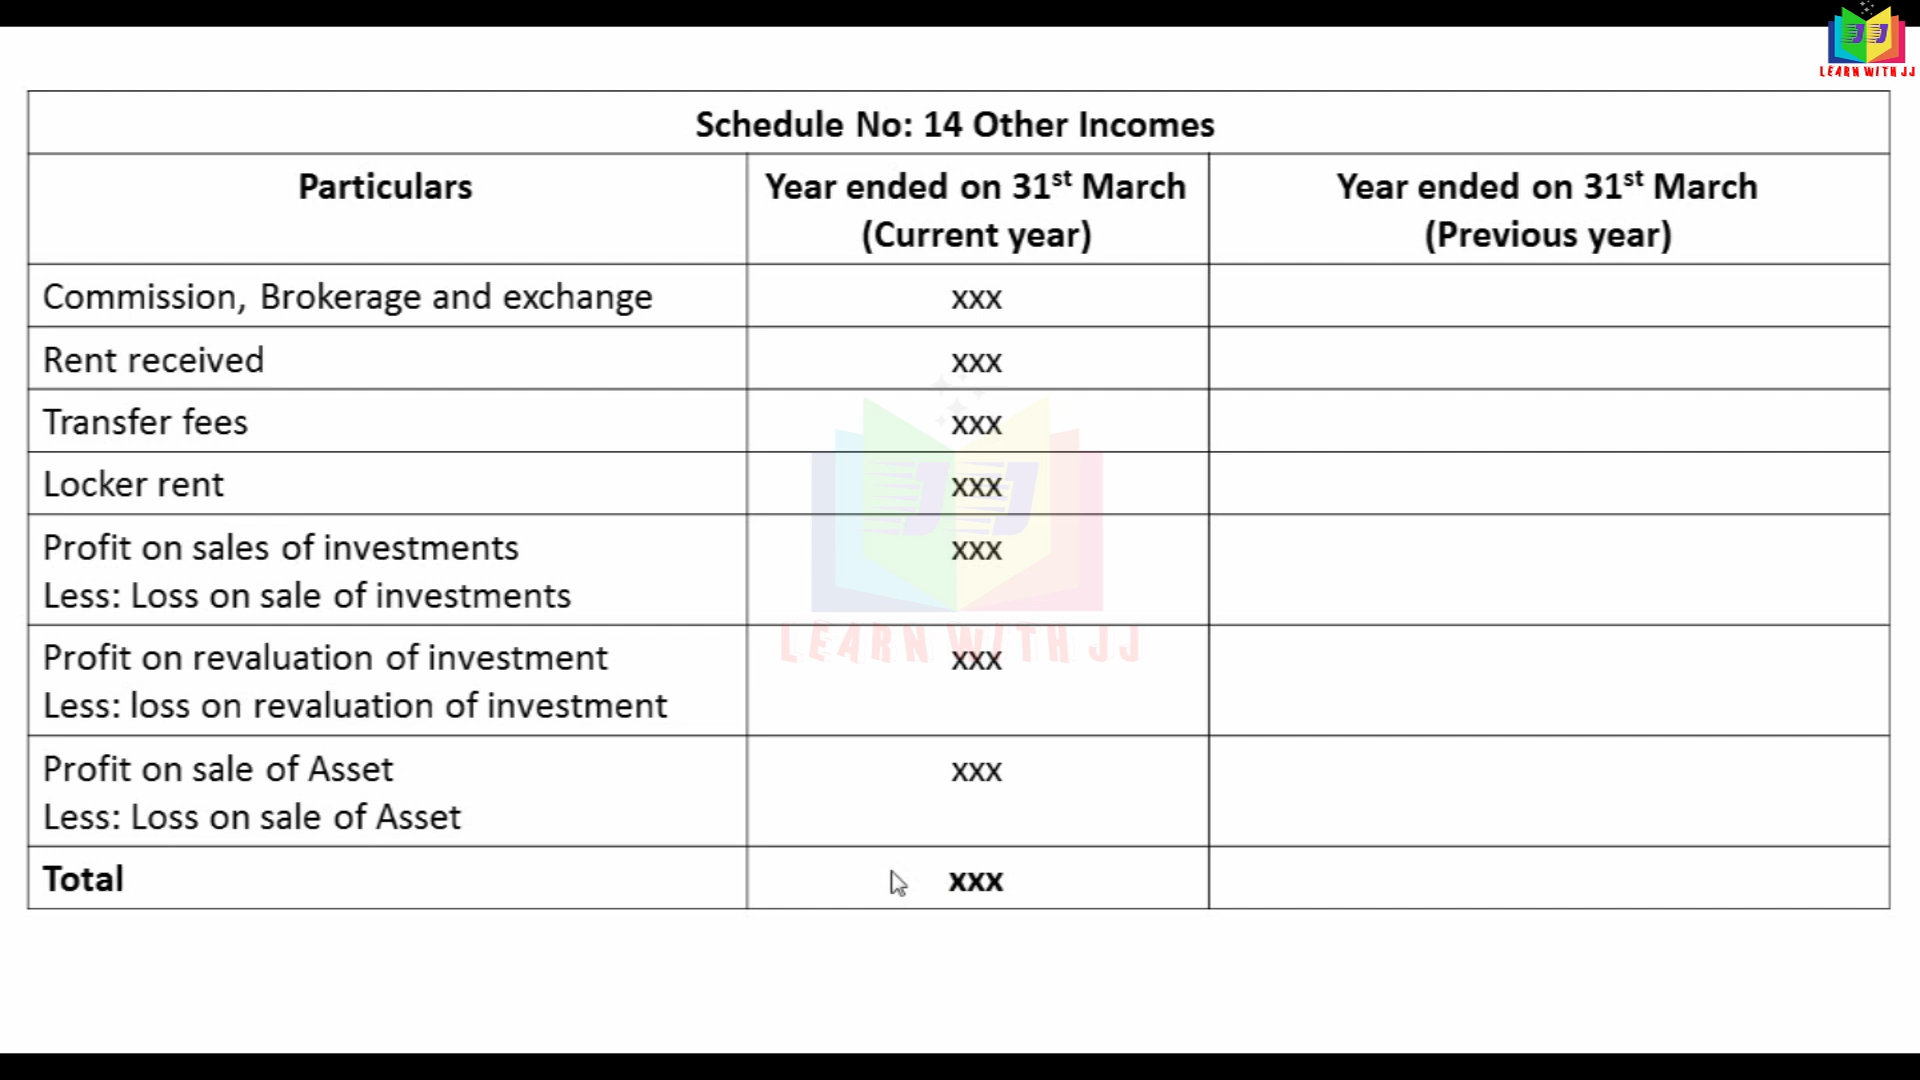 LEARN WITH JJ
Schedule No: 14 Other Incomes
Particulars
Year ended on 31st March
(Current year)
Year ended on 31st March
(Previous year)
Commission, Brokerage and exchange
xxx
Rent received
xxx
Transfer fees
xxx
Locker rent
xxx
Profit on sales of investments
xxx
Less: Loss on sale of investments
Profit on revaluation of investment
xxx
Less: loss on revaluation of investment
LEARN WITH JJ
Profit on sale of Asset
xxx
Less: Loss on sale of Asset
Total
xxx